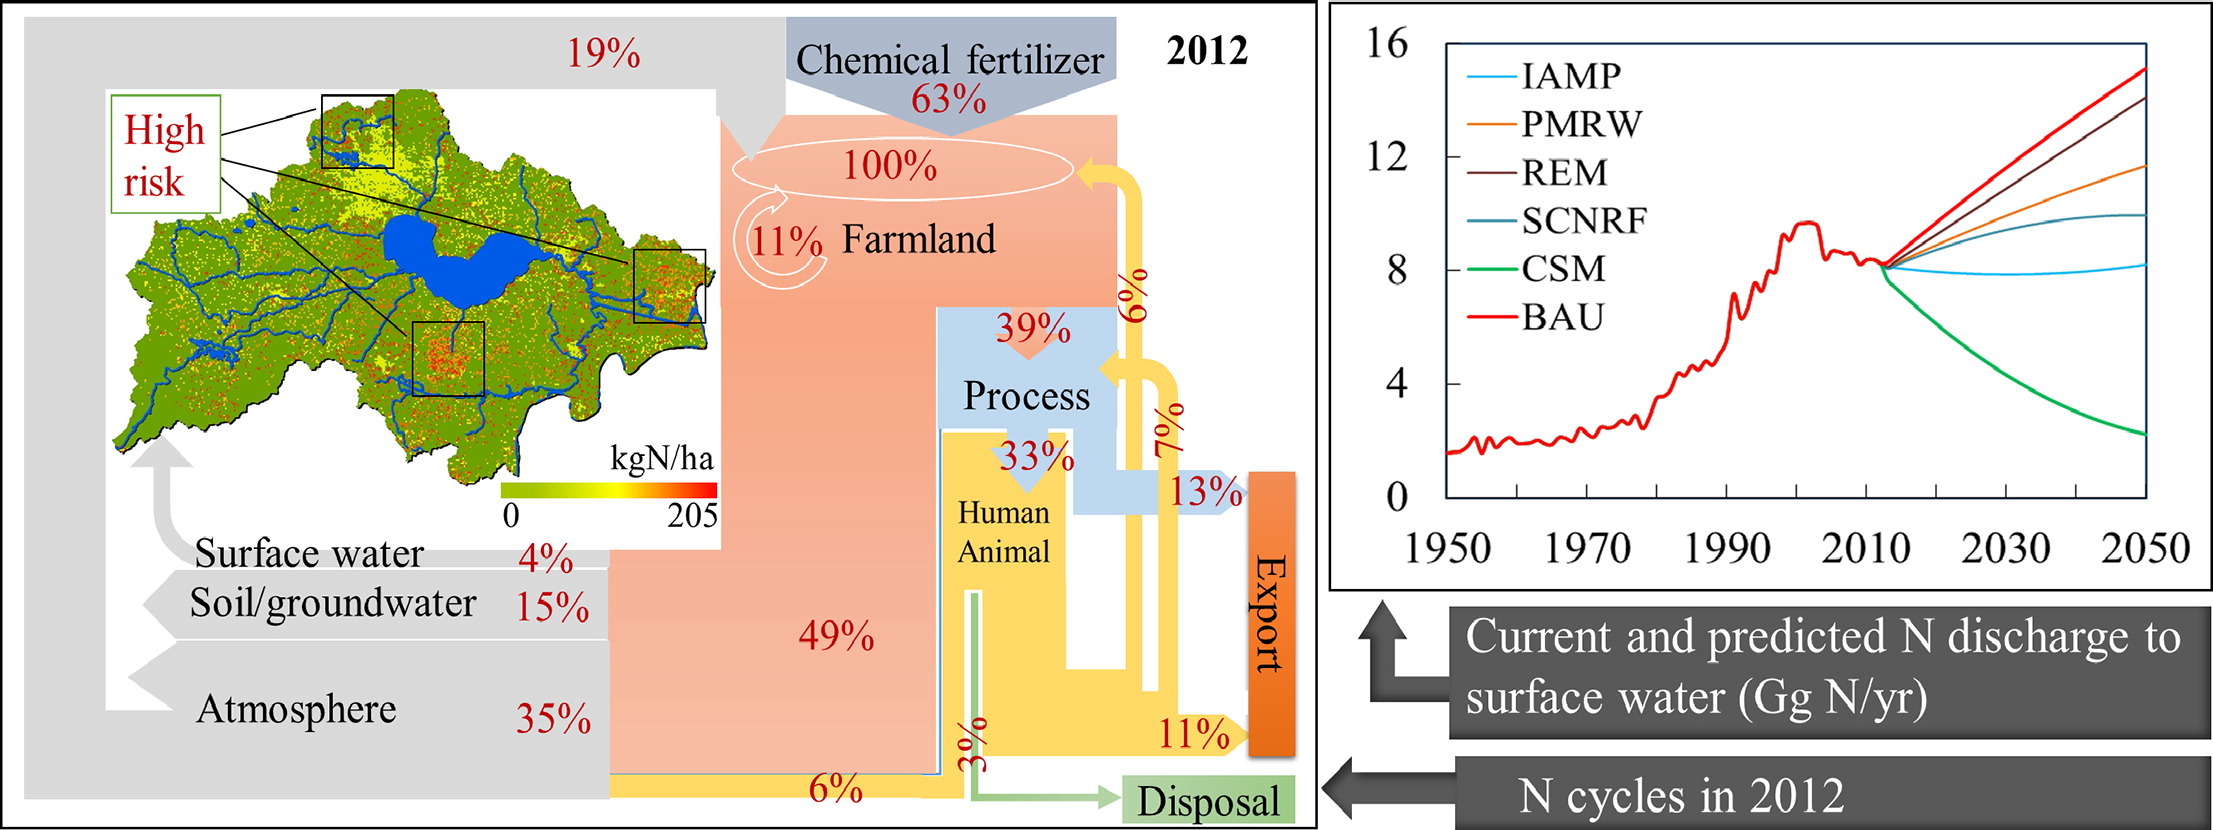 19%
Chemical fertilizer
63%
2012
High
risk
100%
11%
Farmland
6%
39%
Process
7%
33%
13%
Human
Animal
kgN/ha
0
205
Surface water
4%
Soil/groundwater
15%
Atmosphere
35%
49%
6%
3%
11%
Export
Disposal
16
12
8
4
0
IAMP
PMRW
REM
SCNRF
CSM
BAU
1950
1970
1990
2010
2030
2050
Current and predicted N discharge to
surface water (Gg N/yr)
N cycles in 2012